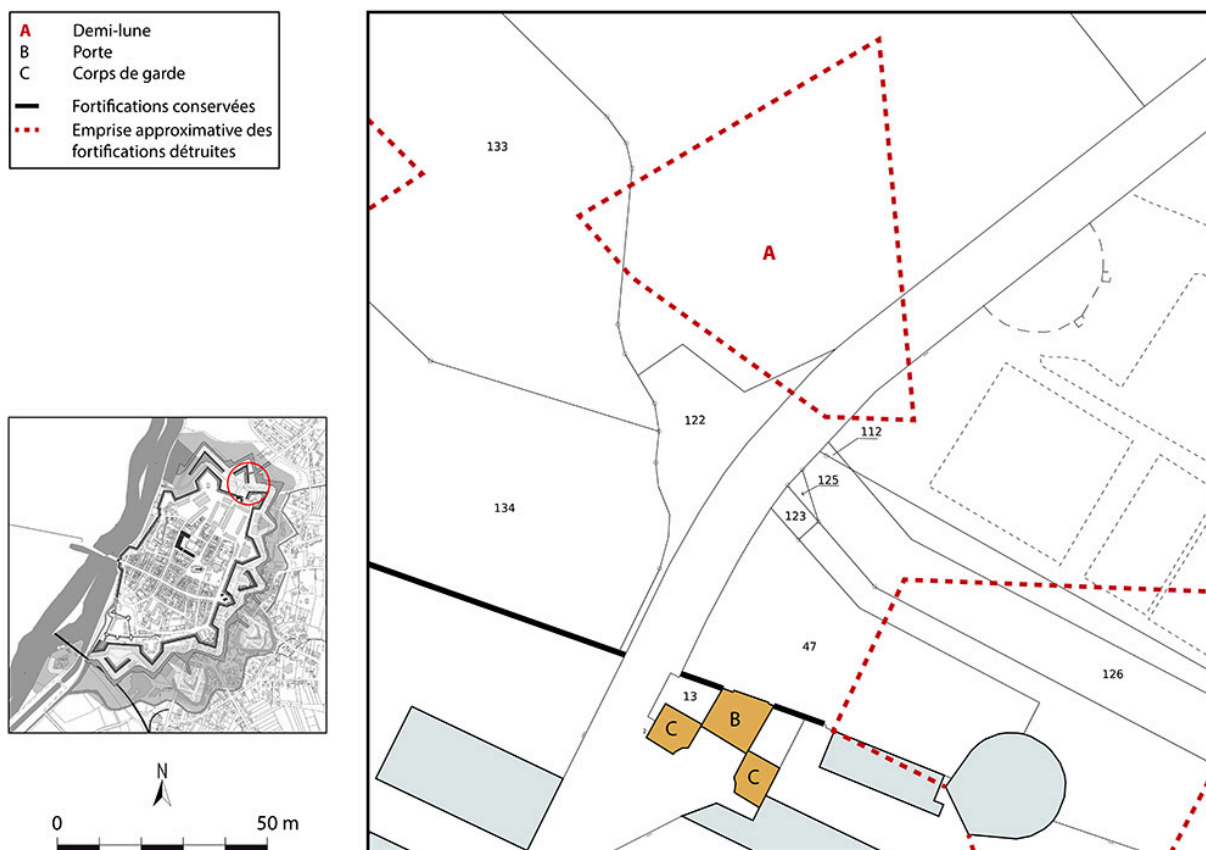 A Demi-lune
B Porte
C Corps de garde
Fortifications conservées
Emprise approximative des
fortifications détruites
N
0 50 m
133
A
122
112
125
123
134
47
126
13
B
C
C